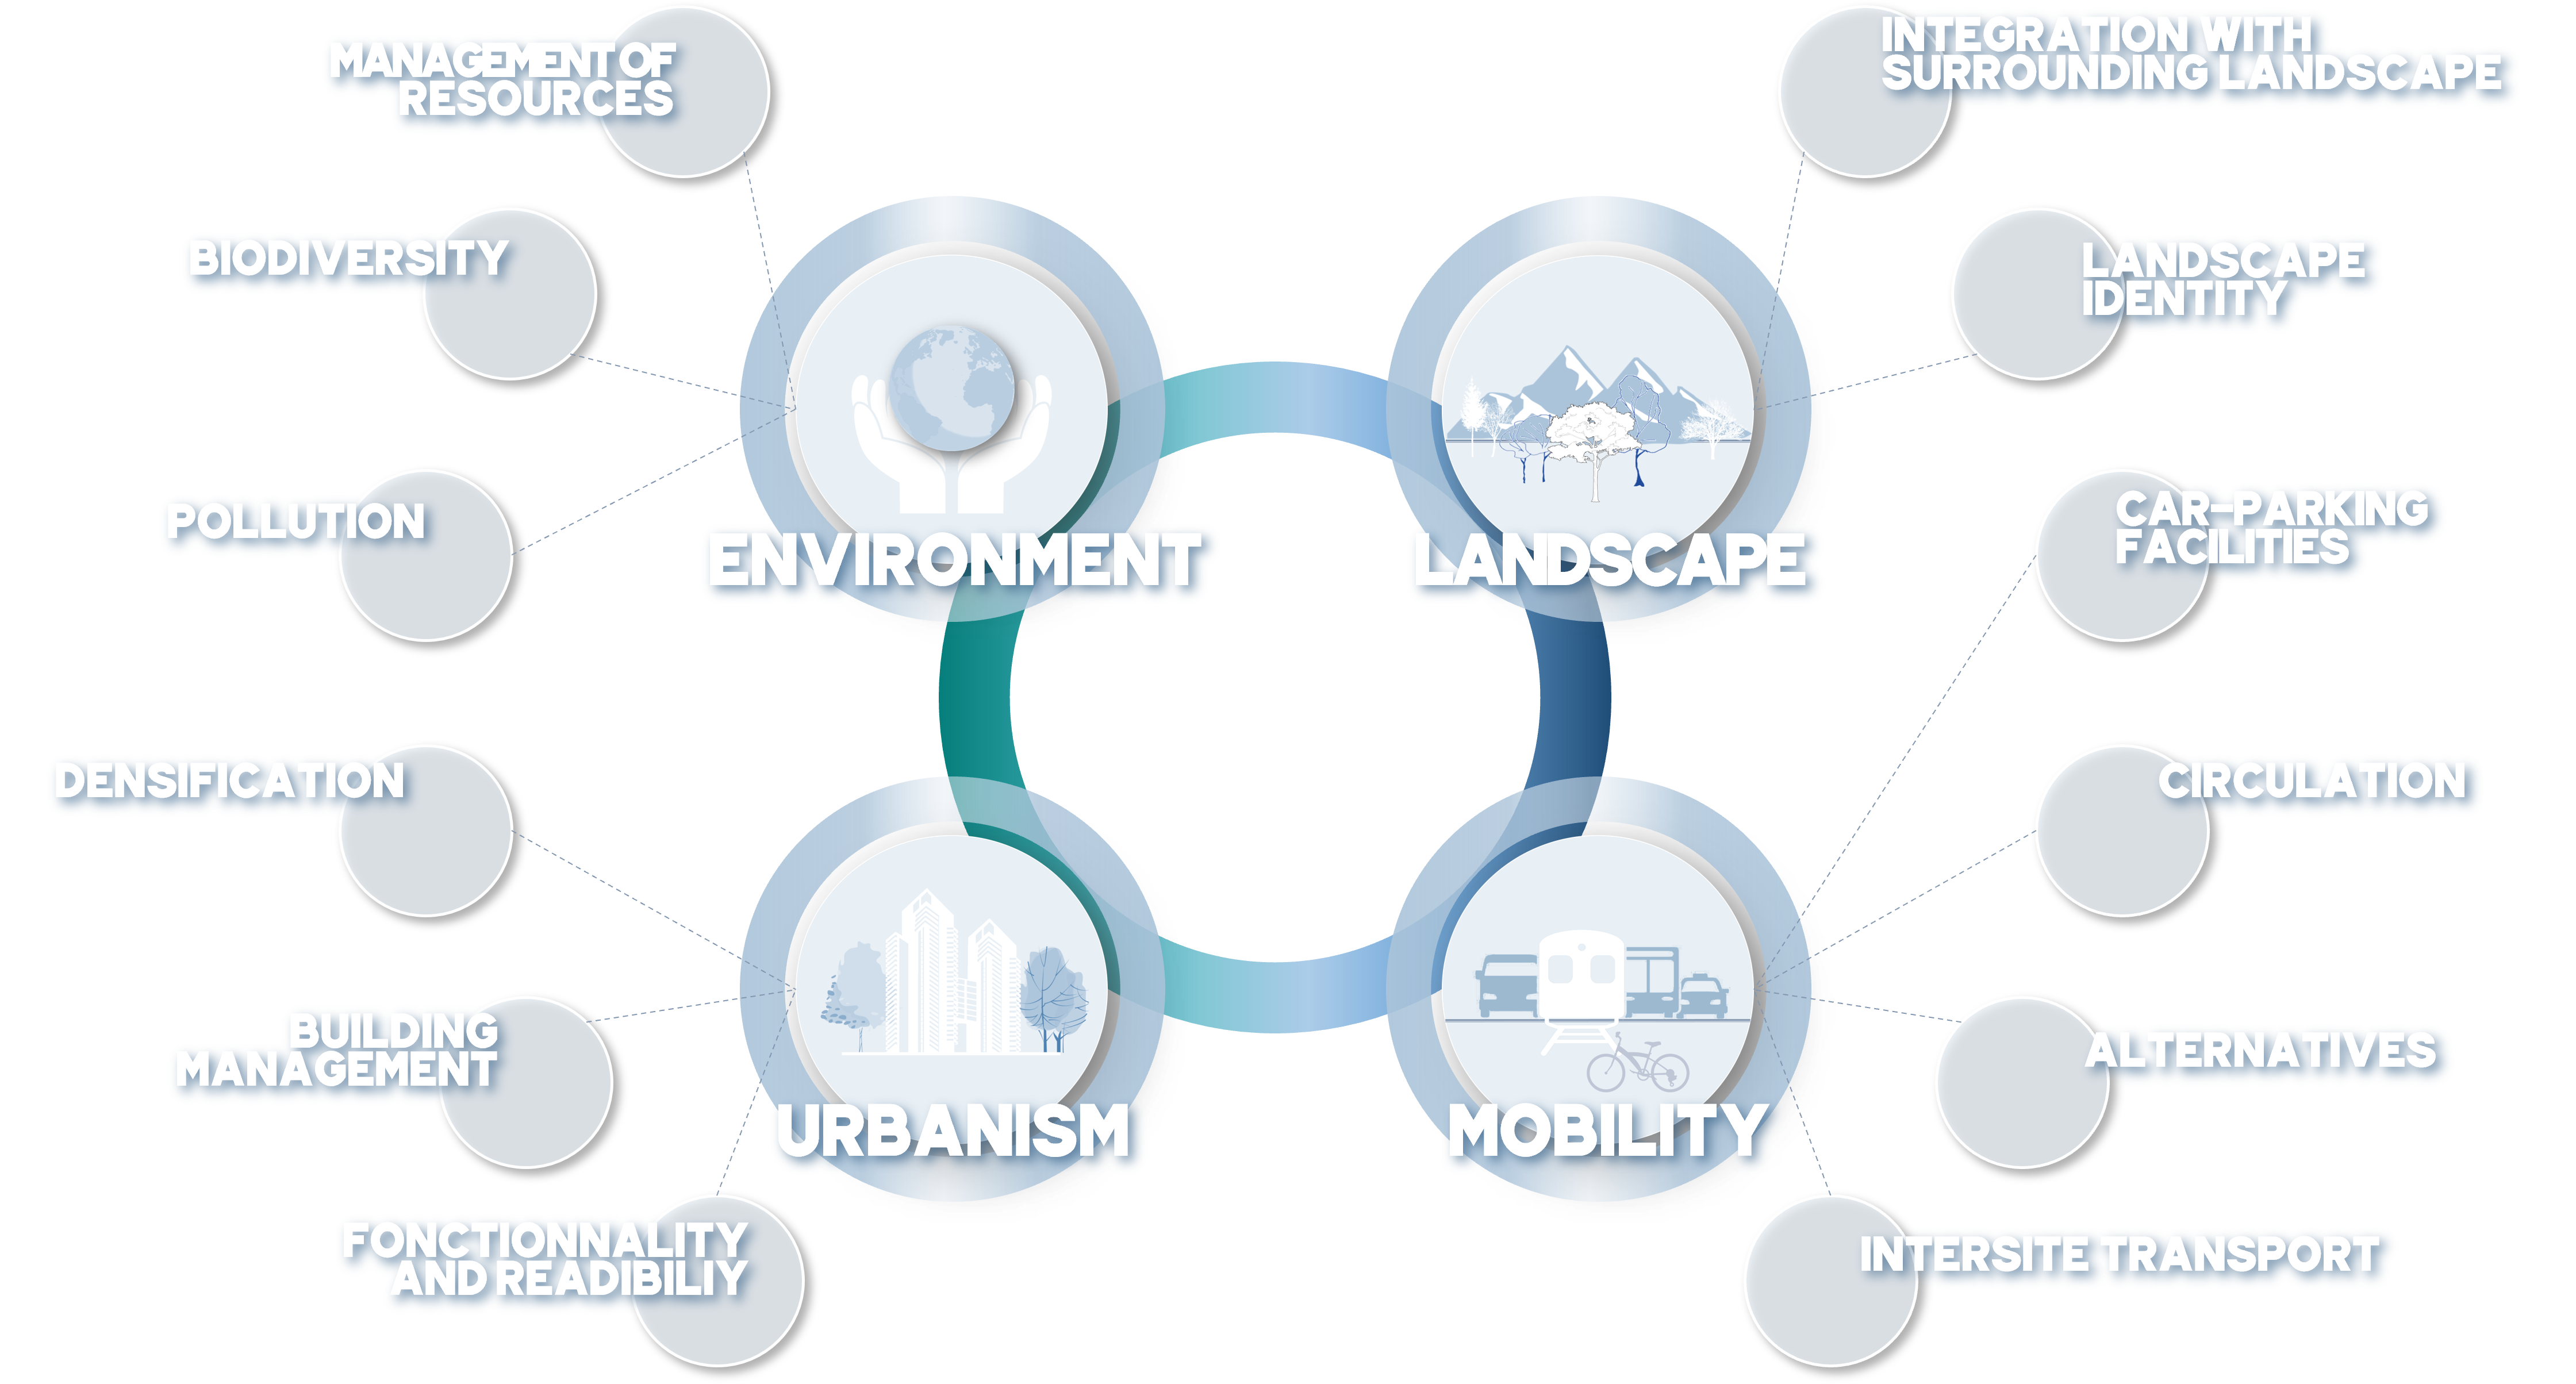 MANAGEMENT OF
RESOURCES
BIODIVERSITY
POLLUTION
ENVIRONMENT
INTEGRATION WITH
SURROUNDING LANDSCAPE
LANDSCAPE
IDENTITY
LANDSCAPE
CAR-PARKING
FACILITIES
CIRCULATION
ALTERNATIVES
INTERSITE TRANSPORT
MOBILITY
DENSIFICATION
BUILDING
MANAGEMENT
FONCTIONNALITY
AND READIBILIY
URBANISM